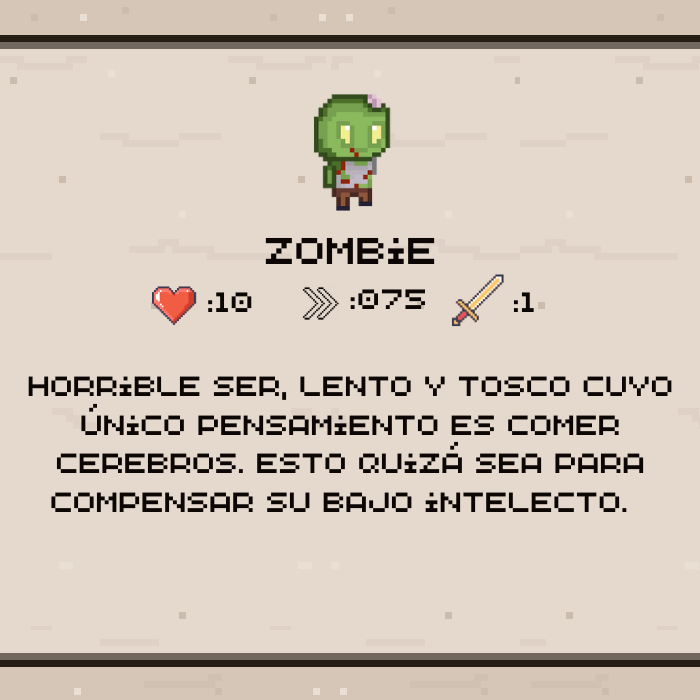 ZOMBiE
:10 :075 :1
HORRiBLE SER, LENTO Y TOSCO CUYO
ÚNiCO PENSAMiENTO ES COMER
CEREBROS. ESTO QUiZÁ SEA PARA
COMPENSAR SU BAJO iNTELECTO.